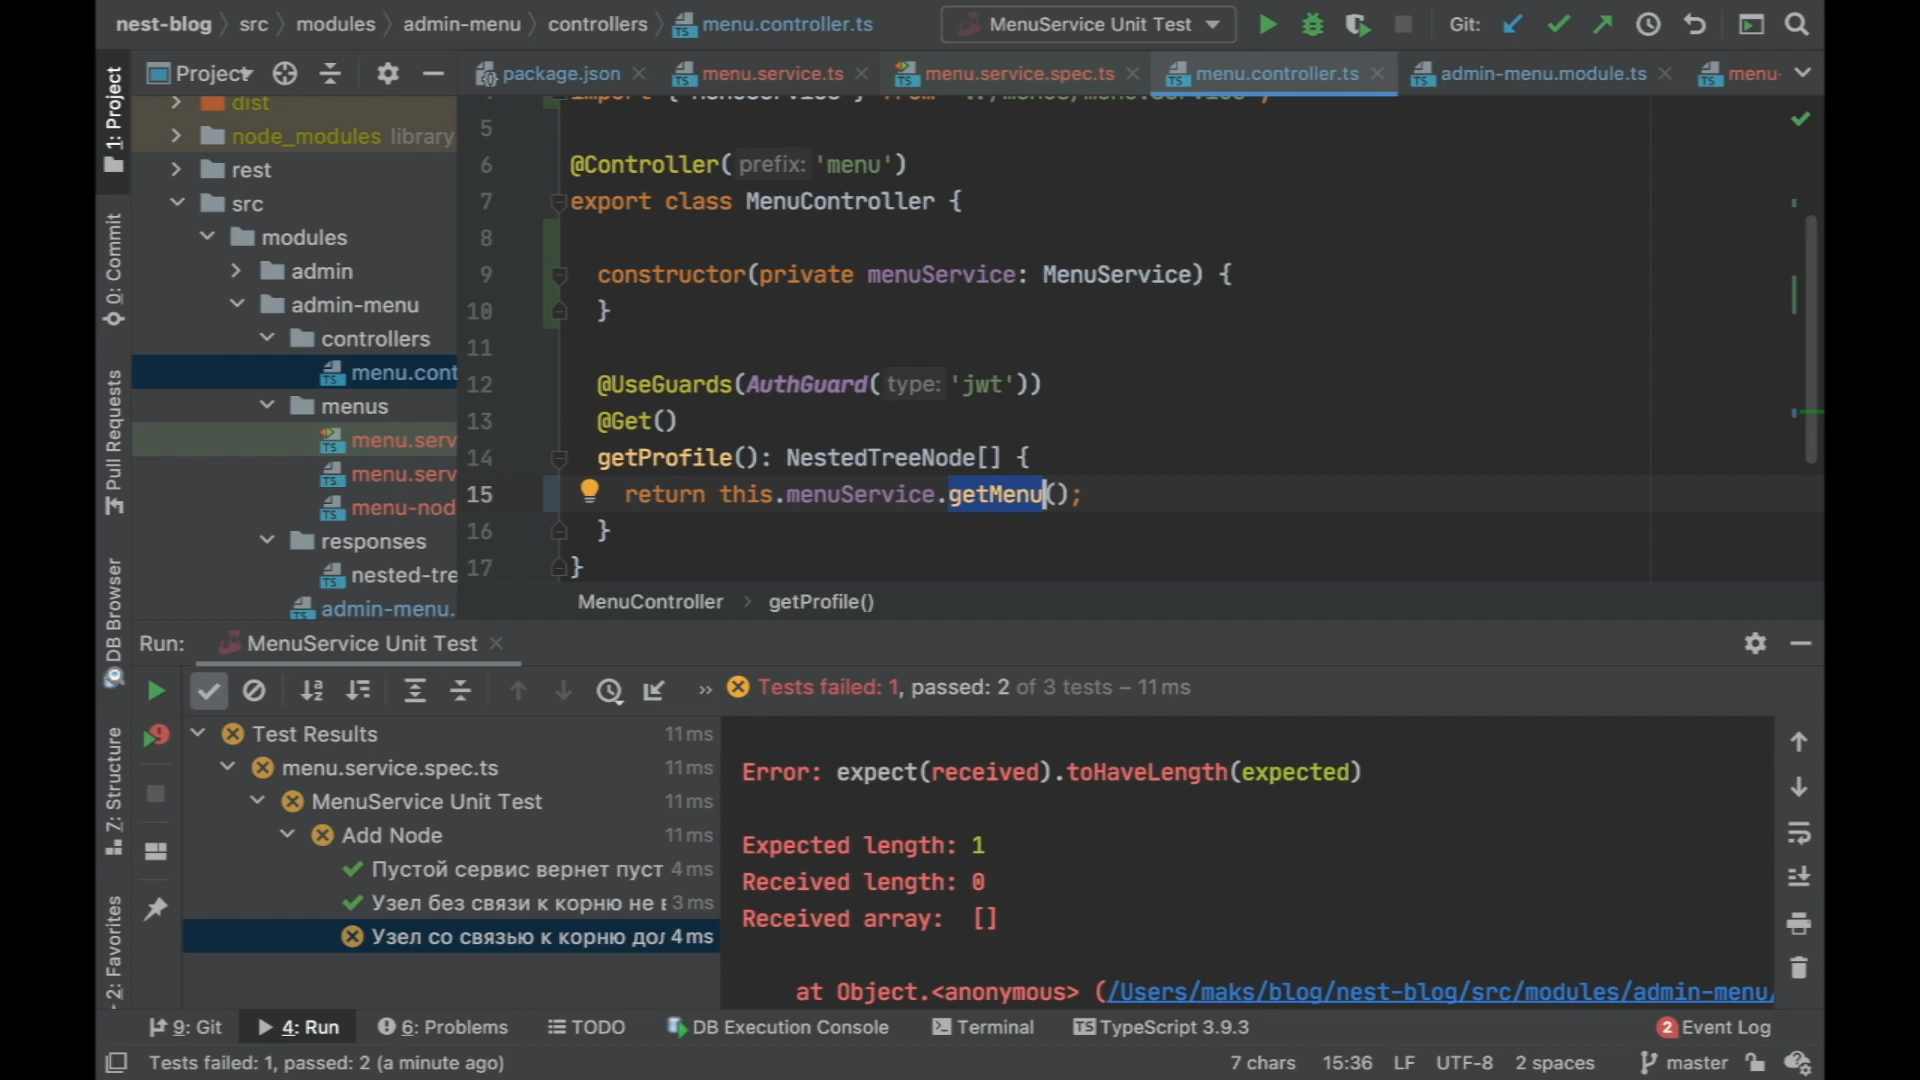 nest-blog src modules admin-menu controllers menu.controller.ts MenuService Unit Test Git:
Project package.json menu.service.ts menu.service.spec.ts menu.controller.ts admin-menu.module.ts menu-
1: Project
0: Commit
Pull Requests
DB Browser
Z: Structure
2: Favorites
dist
node_modules library
rest
src
modules
admin
admin-menu
controllers
menu.cont
menus
menu.serv
menu.serv
menu-nod
responses
nested-tre
admin-menu.
5
6 @Controller( prefix: 'menu')
7 export class MenuController {
8
9 constructor(private menuService: MenuService) {
10 }
11
12 @UseGuards(AuthGuard( type: 'jwt'))
13 @Get()
14 getProfile(): NestedTreeNode[] {
15 return this.menuService.getMenu();
16 }
17 }
MenuController getProfile()
Run: MenuService Unit Test
Tests failed: 1, passed: 2 of 3 tests – 11 ms
Test Results 11 ms
menu.service.spec.ts 11 ms
MenuService Unit Test 11 ms
Add Node 11 ms
Пустой сервис вернет пуст 4 ms
Узел без связи к корню не в 3 ms
Узел со связью к корню дол 4 ms
Error: expect(received).toHaveLength(expected)
Expected length: 1
Received length: 0
Received array: []
at Object.<anonymous> (/Users/maks/blog/nest-blog/src/modules/admin-menu/
9: Git 4: Run 6: Problems TODO DB Execution Console Terminal TypeScript 3.9.3 2 Event Log
Tests failed: 1, passed: 2 (a minute ago) 7 chars 15:36 LF UTF-8 2 spaces master